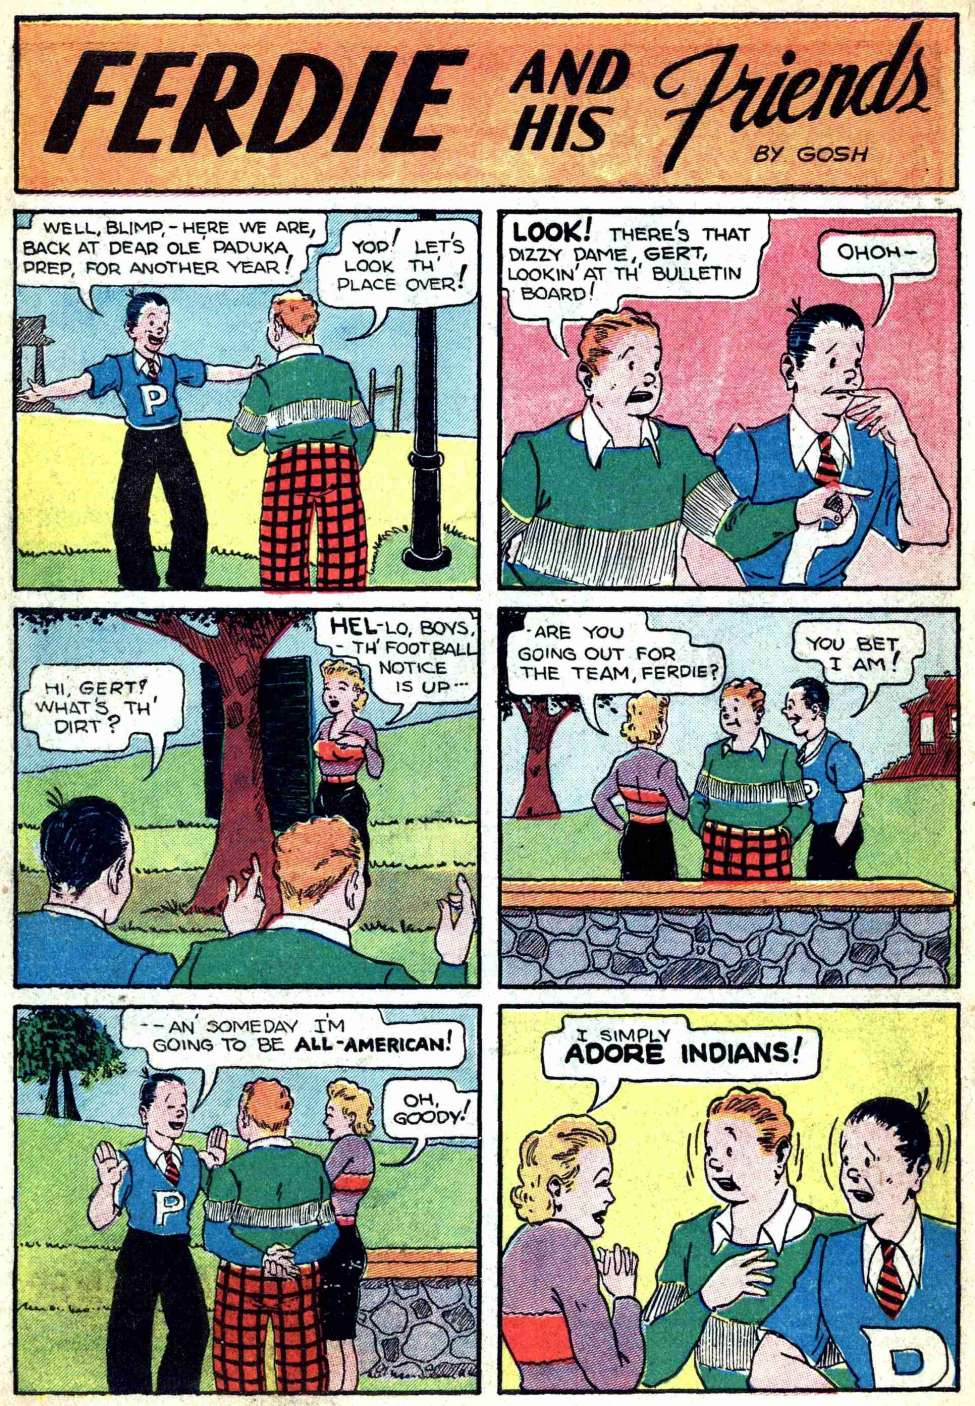 FERDIE AND HIS Friends
BY GOSH
WELL, BLIMP, - HERE WE ARE,
BACK AT DEAR OLE' PADUKA
PREP, FOR ANOTHER YEAR!
YOP! LET'S
LOOK TH'
PLACE OVER!
P
LOOK! THERE'S THAT
DIZZY DAME, GERT,
LOOKIN' AT TH' BULLETIN
BOARD!
OHOH-
P
HI, GERT!
WHAT'S TH'
DIRT?
HEL-LO, BOYS,
- TH' FOOTBALL
NOTICE
IS UP---
-ARE YOU
GOING OUT FOR
THE TEAM, FERDIE?
YOU BET
I AM!
P
-- AN' SOMEDAY I'M
GOING TO BE ALL-AMERICAN!
OH,
GOODY!
P
I SIMPLY
ADORE INDIANS!
P